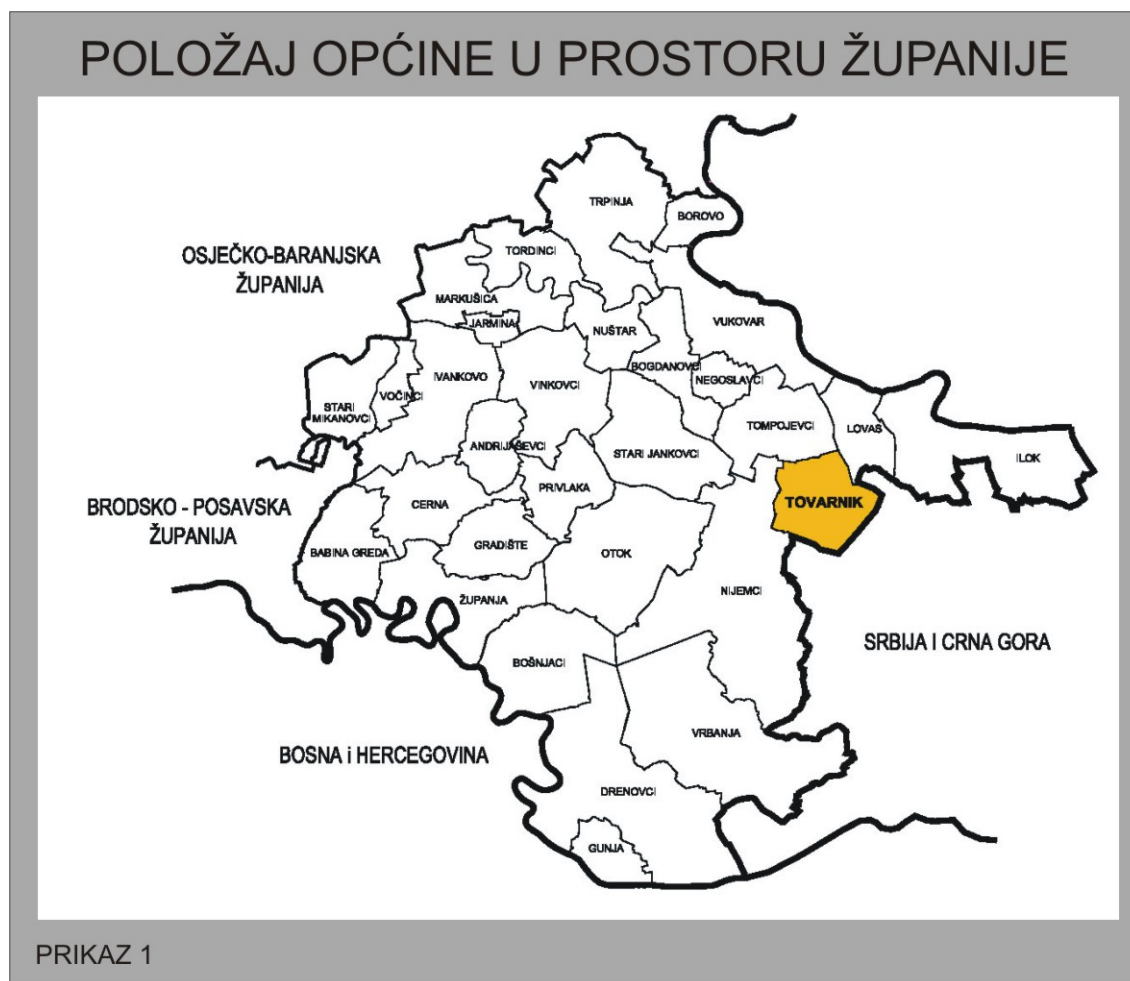 POLOŽAJ OPĆINE U PROSTORU ŽUPANIJE
TRPINJA
BOROVO
OSJEČKO-BARANJSKA
ŽUPANIJA
TORDINCI
MARKUŠICA
JARMINA
NUŠTAR
VUKOVAR
BOGDANOVCI
NEGOSLAVCI
IVANKOVO
VINKOVCI
VOČINCI
STARI
MIKANOVCI
TOMPOJEVCI
LOVAS
ILOK
ANDRIJAŠEVCI
STARI JANKOVCI
PRIVLAKA
TOVARNIK
BRODSKO - POSAVSKA
ŽUPANIJA
CERNA
GRADIŠTE
BABINA GREDA
OTOK
NIJEMCI
ŽUPANJA
SRBIJA I CRNA GORA
BOŠNJACI
BOSNA i HERCEGOVINA
VRBANJA
DRENOVCI
GUNJA
PRIKAZ 1